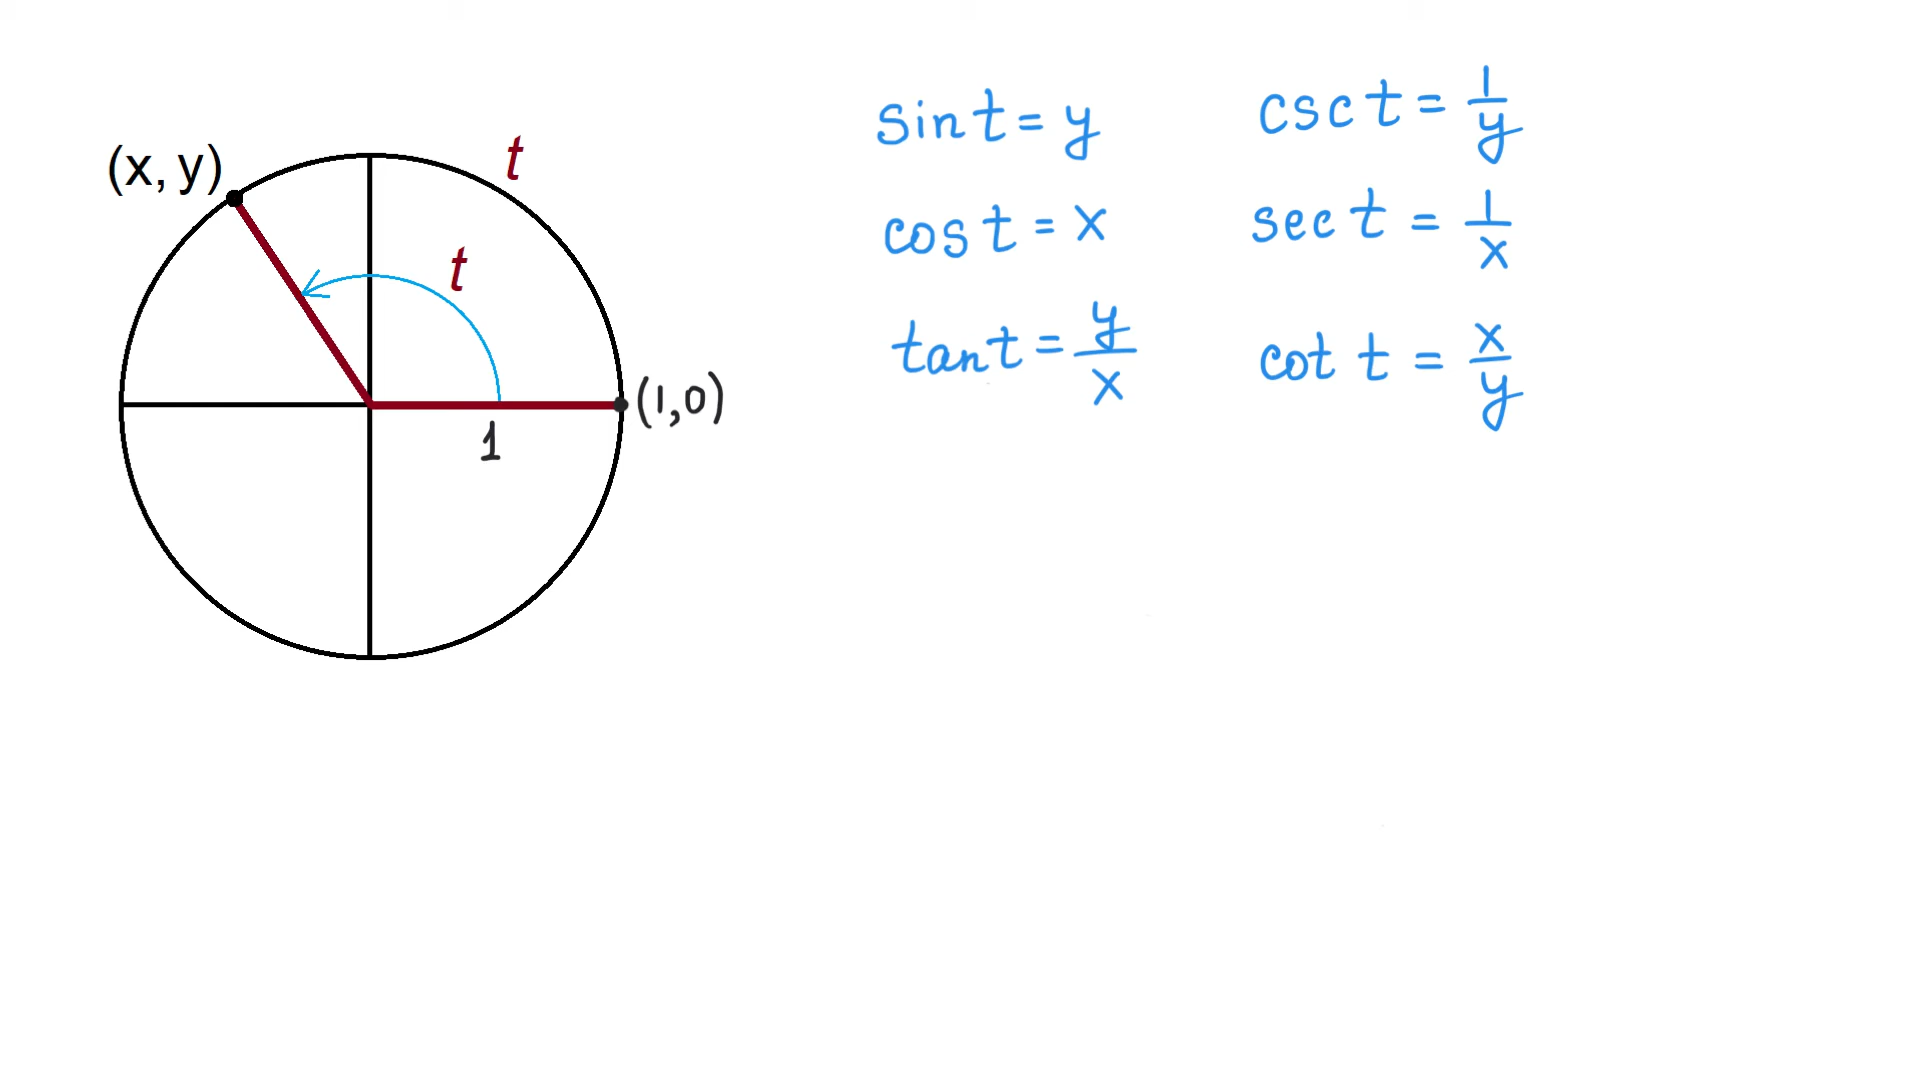 (x, y)
t
t
(1,0)
1
sin t = y
cos t = x
tan t = y/x
csc t = 1/y
sec t = 1/x
cot t = x/y